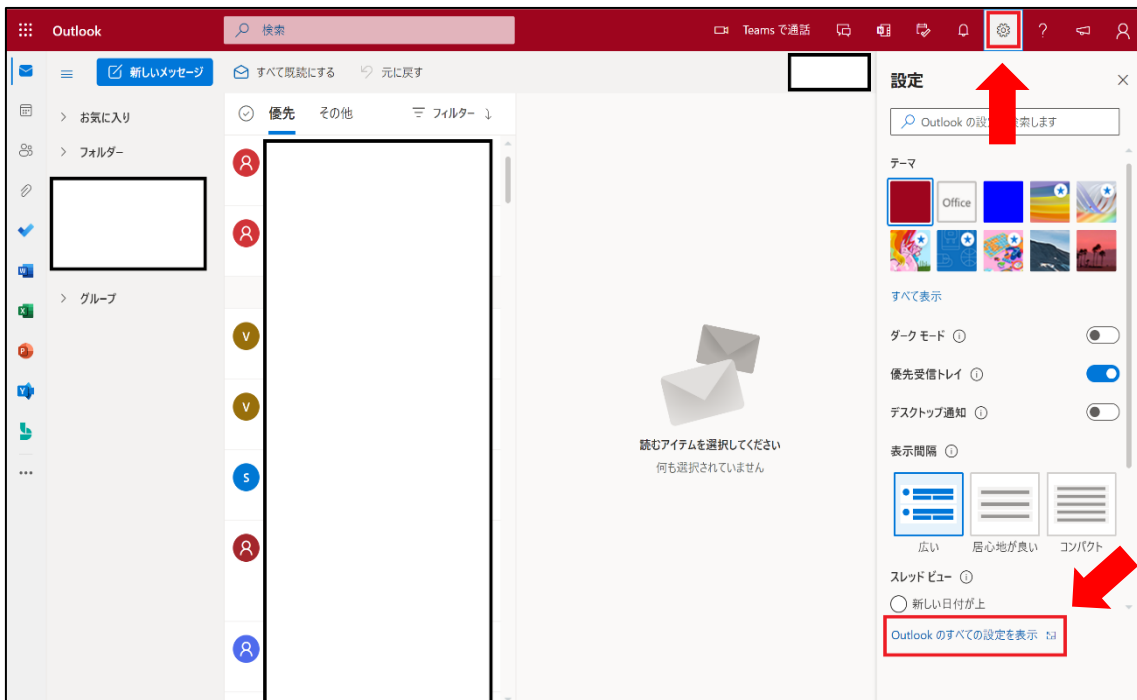 Outlook
検索
Teams で通話
新しいメッセージ
すべて既読にする
元に戻す
お気に入り
フォルダー
グループ
優先
その他
フィルター
V
V
S
読むアイテムを選択してください
何も選択されていません
設定
Outlook の設
索します
テーマ
Office
すべて表示
ダーク モード
優先受信トレイ
デスクトップ通知
表示間隔
広い
居心地が良い
コンパクト
スレッド ビュー
新しい日付が上
Outlook のすべての設定を表示